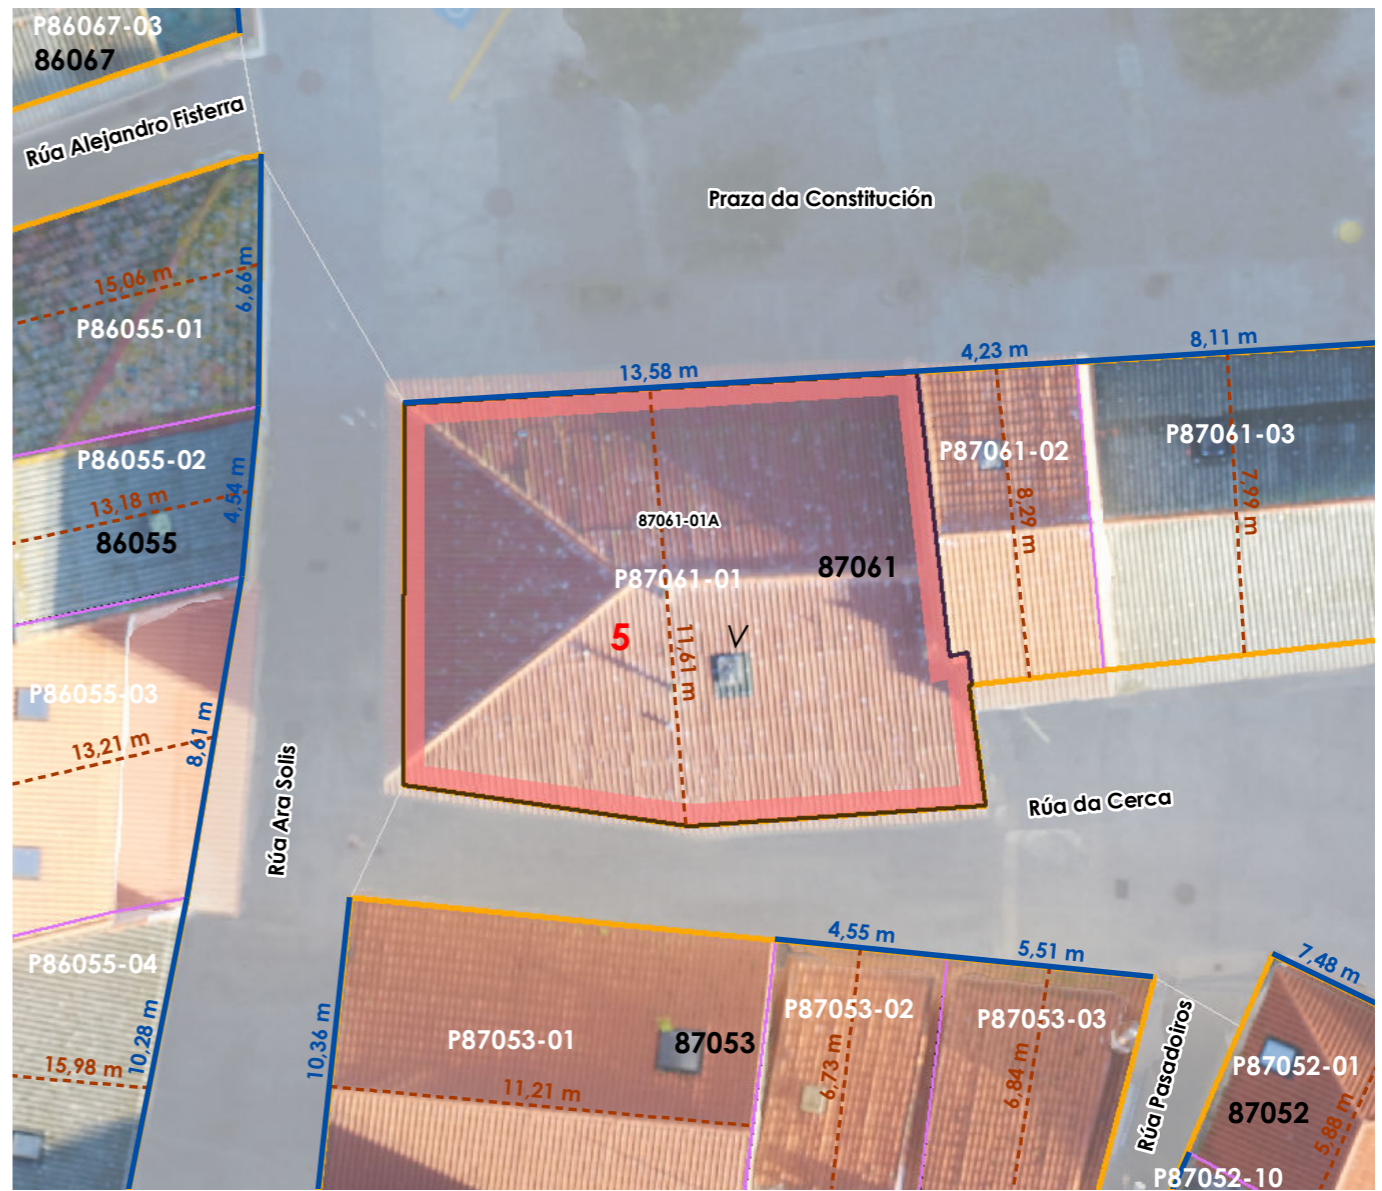 P86067-03
86067
Rúa Alejandro Fisterra
Praza da Constitución
15,06 m
6,66 m
P86055-01
13,58 m
4,23 m
8,11 m
P86055-02
13,18 m
4,54 m
86055
P87061-02
8,29 m
P87061-03
7,99 m
87061-01A
87061
P87061-01
5
V
11,61 m
P86055-03
13,21 m
8,61 m
Rúa Ara Solis
Rúa da Cerca
P86055-04
15,98 m
10,28 m
10,36 m
P87053-01
87053
11,21 m
4,55 m
5,51 m
P87053-02
6,73 m
P87053-03
6,84 m
Rúa Pasadoiros
7,48 m
P87052-01
87052
5,88 m
P87052-10